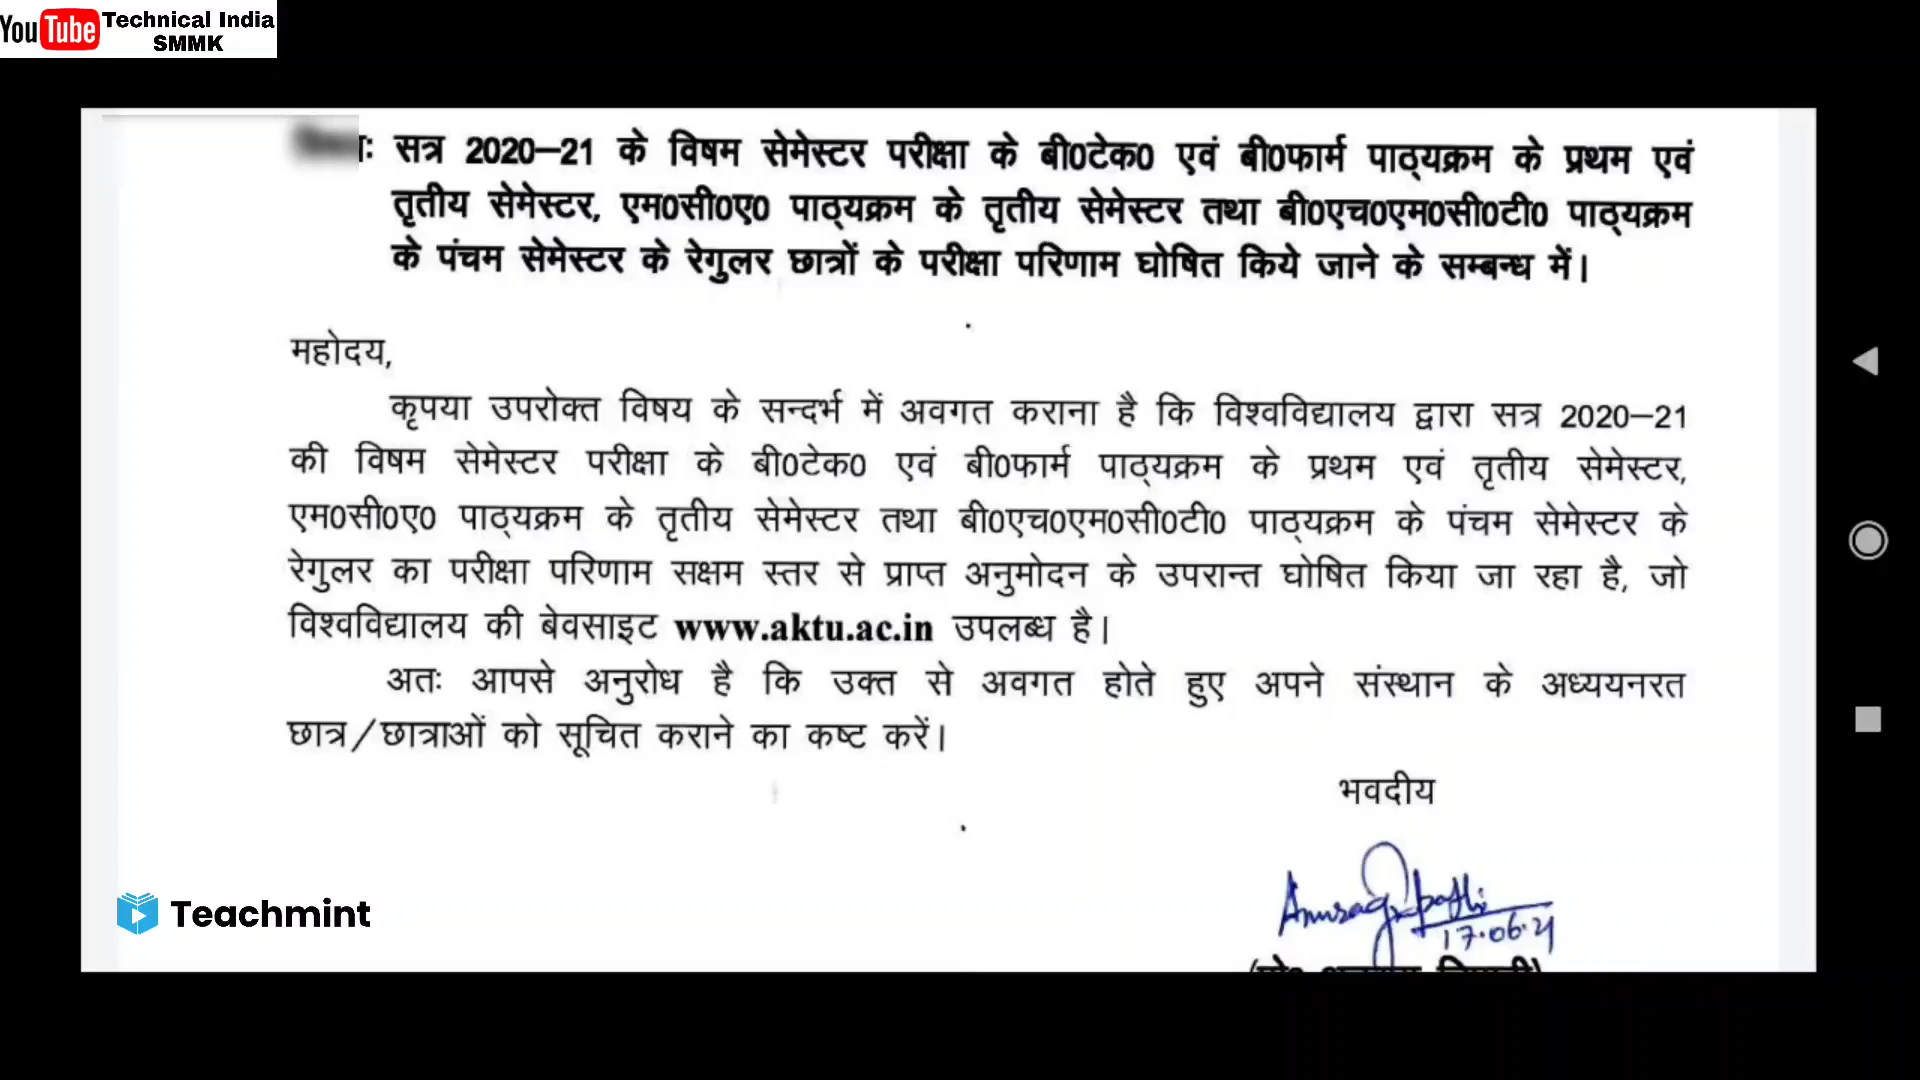 YouTube Technical India
SMMK
सत्र 2020–21 के विषम सेमेस्टर परीक्षा के बी0टेक0 एवं बी0फार्म पाठ्यक्रम के प्रथम एवं
तृतीय सेमेस्टर, एम0सी0ए0 पाठ्यक्रम के तृतीय सेमेस्टर तथा बी0एच0एम0सी0टी0 पाठ्यक्रम
के पंचम सेमेस्टर के रेगुलर छात्रों के परीक्षा परिणाम घोषित किये जाने के सम्बन्ध में।
महोदय,
कृपया उपरोक्त विषय के सन्दर्भ में अवगत कराना है कि विश्वविद्यालय द्वारा सत्र 2020–21
की विषम सेमेस्टर परीक्षा के बी0टेक0 एवं बी0फार्म पाठ्यक्रम के प्रथम एवं तृतीय सेमेस्टर,
एम0सी0ए0 पाठ्यक्रम के तृतीय सेमेस्टर तथा बी0एच0एम0सी0टी0 पाठ्यक्रम के पंचम सेमेस्टर के
रेगुलर का परीक्षा परिणाम सक्षम स्तर से प्राप्त अनुमोदन के उपरान्त घोषित किया जा रहा है, जो
विश्वविद्यालय की बेवसाइट www.aktu.ac.in उपलब्ध है।
अतः आपसे अनुरोध है कि उक्त से अवगत होते हुए अपने संस्थान के अध्ययनरत
छात्र/छात्राओं को सूचित कराने का कष्ट करें।
भवदीय
17.06.21
Teachmint